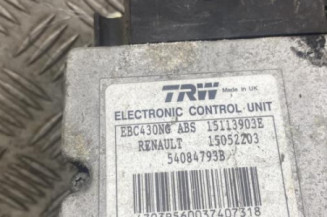 TRW Made in UK
ELECTRONIC CONTROL UNIT
EBC430NG ABS 15113903E
RENAULT 15052203
54084793B